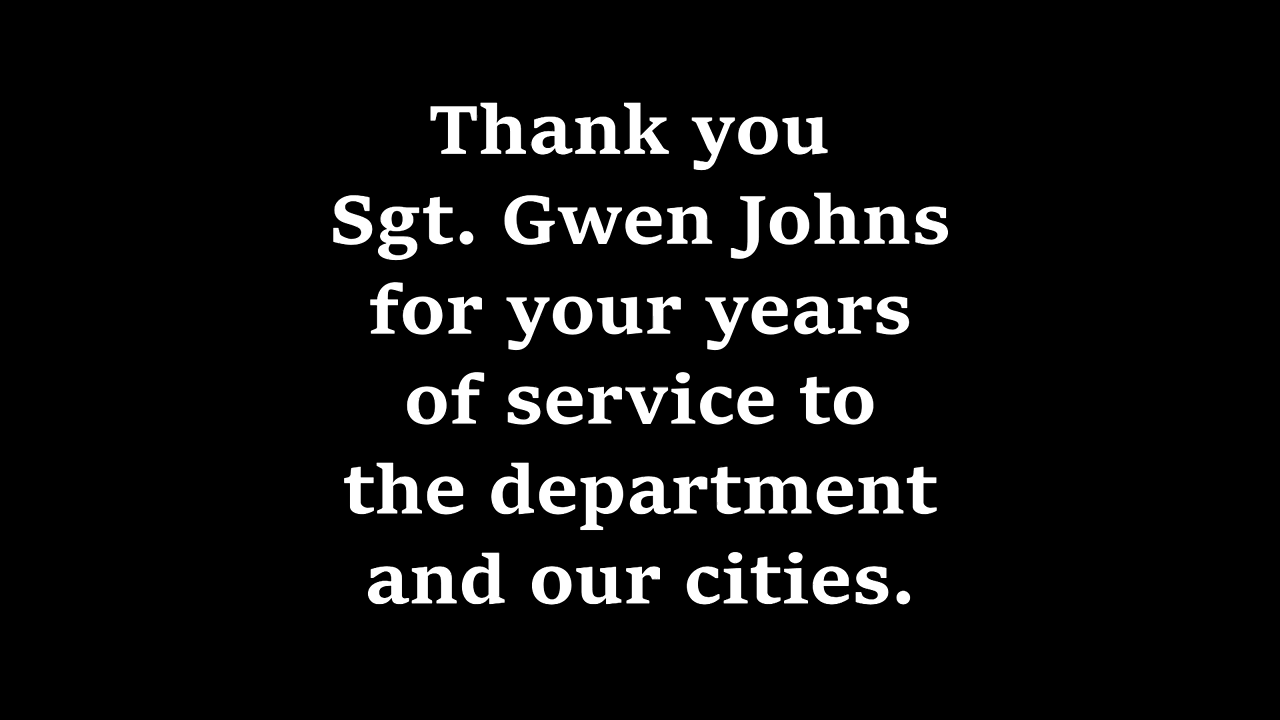 Thank you
Sgt. Gwen Johns
for your years
of service to
the department
and our cities.